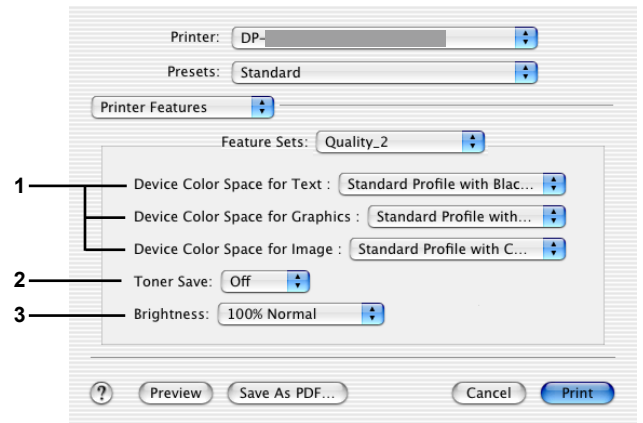 Printer: DP-
Presets: Standard
Printer Features
Feature Sets: Quality_2
1 Device Color Space for Text : Standard Profile with Blac...
Device Color Space for Graphics : Standard Profile with...
Device Color Space for Image : Standard Profile with C...
2 Toner Save: Off
3 Brightness: 100% Normal
? Preview Save As PDF... Cancel Print